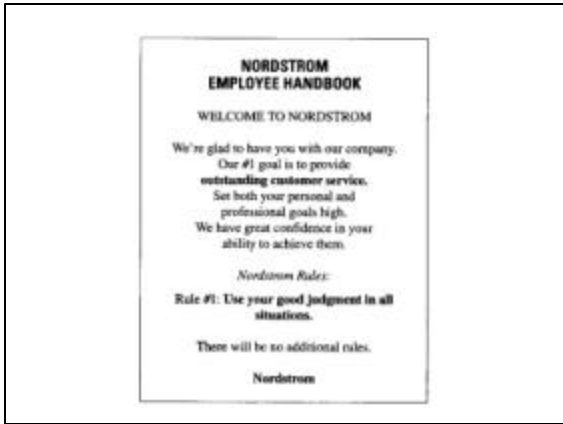 NORDSTROM
EMPLOYEE HANDBOOK
WELCOME TO NORDSTROM
We're glad to have you with our company.
Our #1 goal is to provide
outstanding customer service.
Set both your personal and
professional goals high.
We have great confidence in your
ability to achieve them.
Nordstrom Rules:
Rule #1: Use your good judgment in all
situations.
There will be no additional rules.
Nordstrom